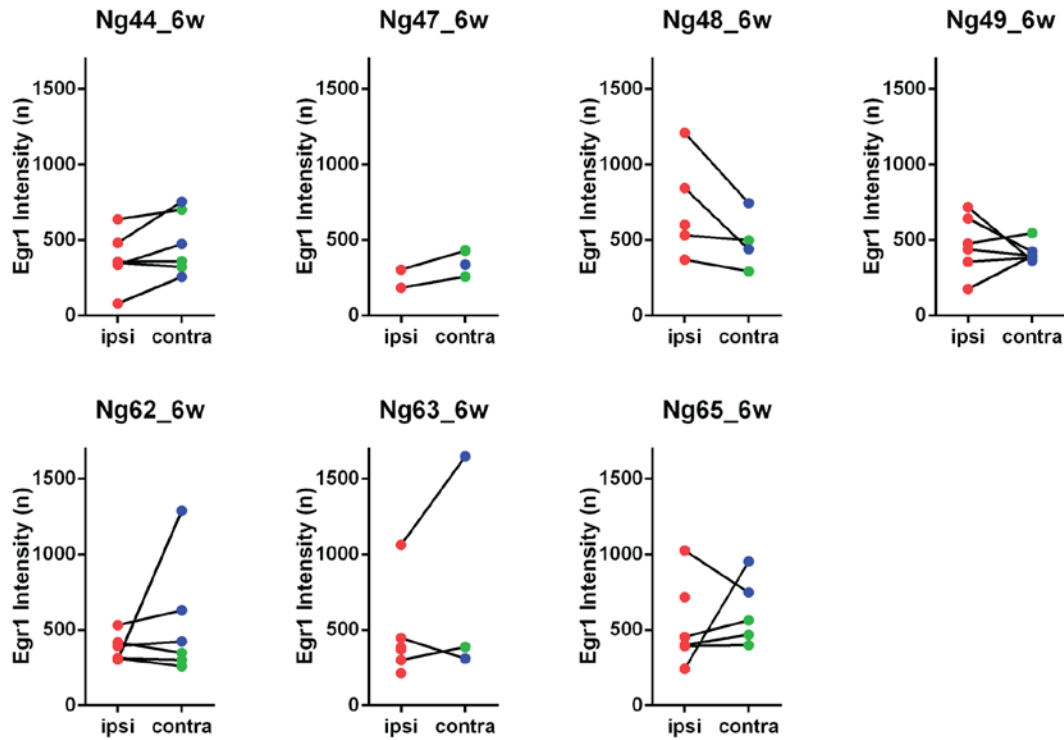 Ng44_6w
Ng47_6w
Ng48_6w
Ng49_6w
Egr1 Intensity (n)
1500
1000
500
0
ipsi contra
Egr1 Intensity (n)
1500
1000
500
0
ipsi contra
Egr1 Intensity (n)
1500
1000
500
0
ipsi contra
Egr1 Intensity (n)
1500
1000
500
0
ipsi contra
Ng62_6w
Ng63_6w
Ng65_6w
Egr1 Intensity (n)
1500
1000
500
0
ipsi contra
Egr1 Intensity (n)
1500
1000
500
0
ipsi contra
Egr1 Intensity (n)
1500
1000
500
0
ipsi contra